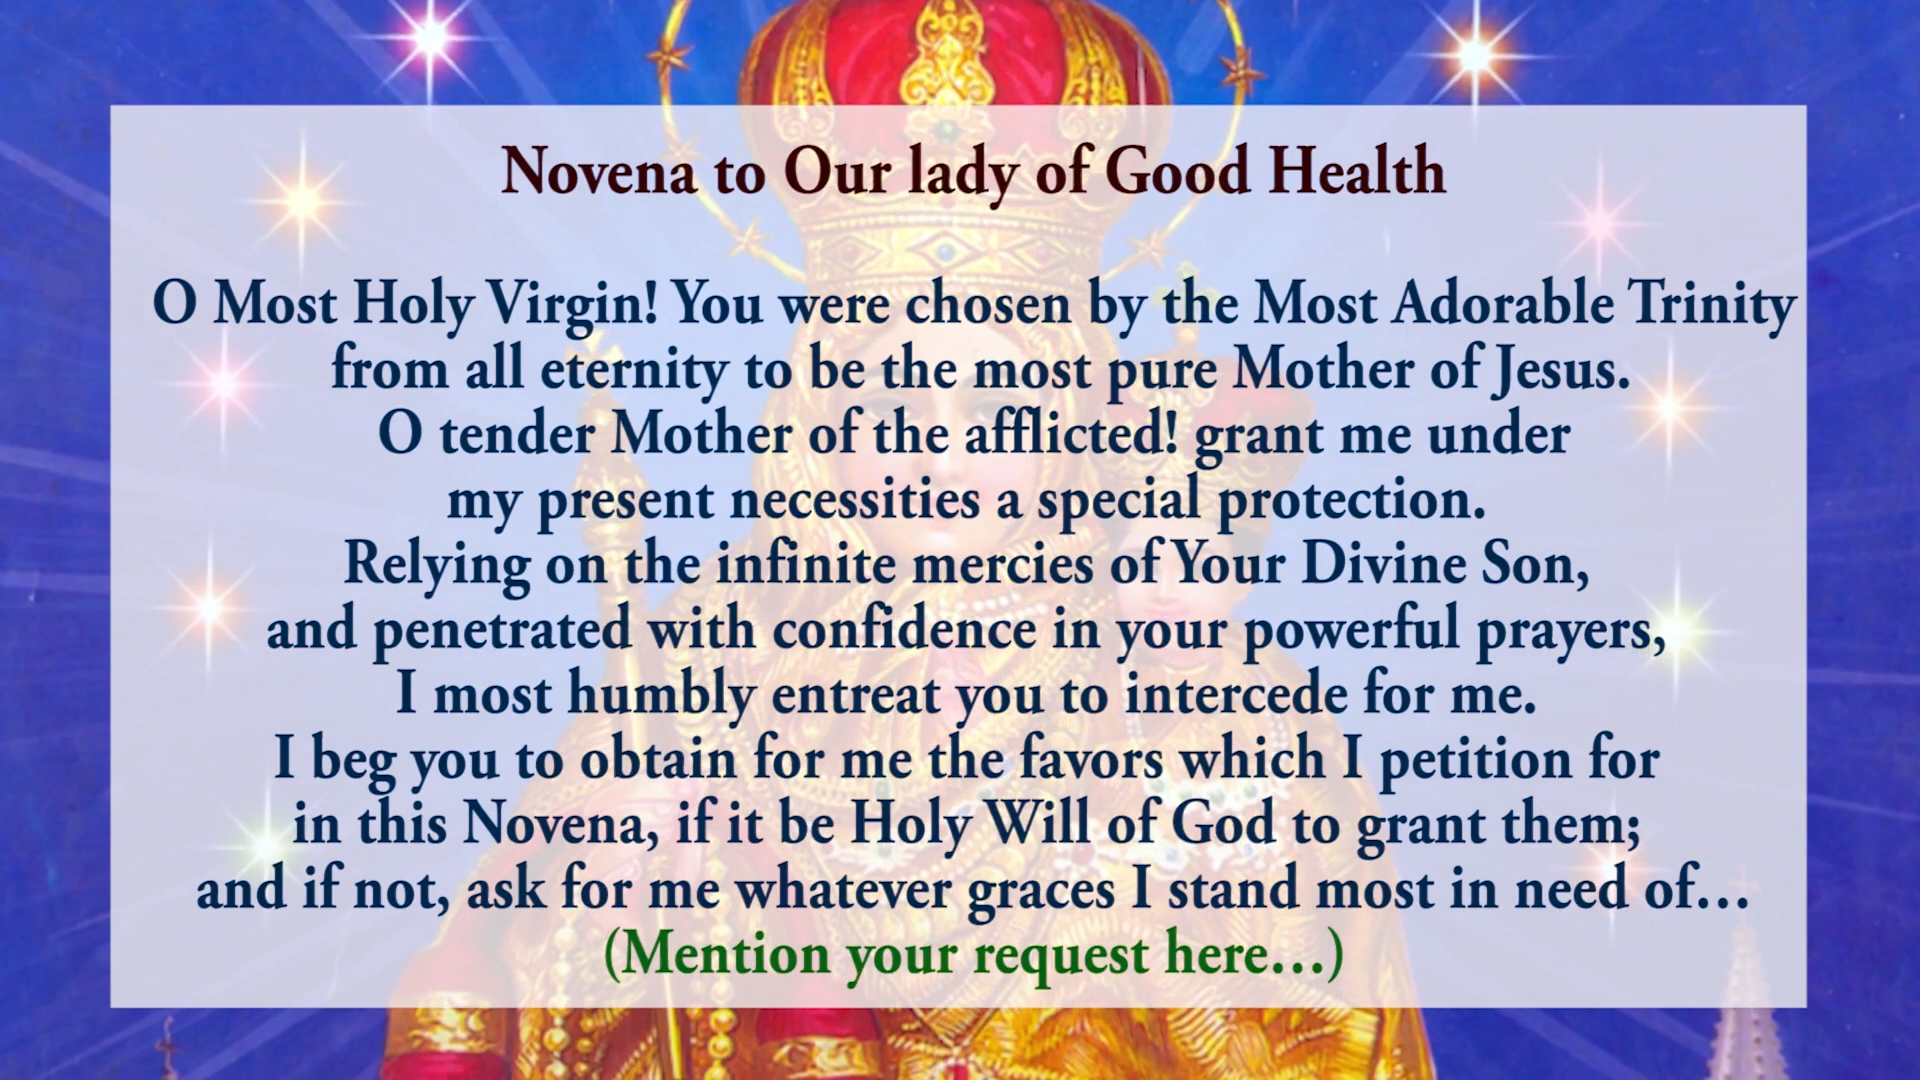 Novena to Our lady of Good Health
O Most Holy Virgin! You were chosen by the Most Adorable Trinity
from all eternity to be the most pure Mother of Jesus.
O tender Mother of the afflicted! grant me under
my present necessities a special protection.
Relying on the infinite mercies of Your Divine Son,
and penetrated with confidence in your powerful prayers,
I most humbly entreat you to intercede for me.
I beg you to obtain for me the favors which I petition for
in this Novena, if it be Holy Will of God to grant them;
and if not, ask for me whatever graces I stand most in need of...
(Mention your request here...)